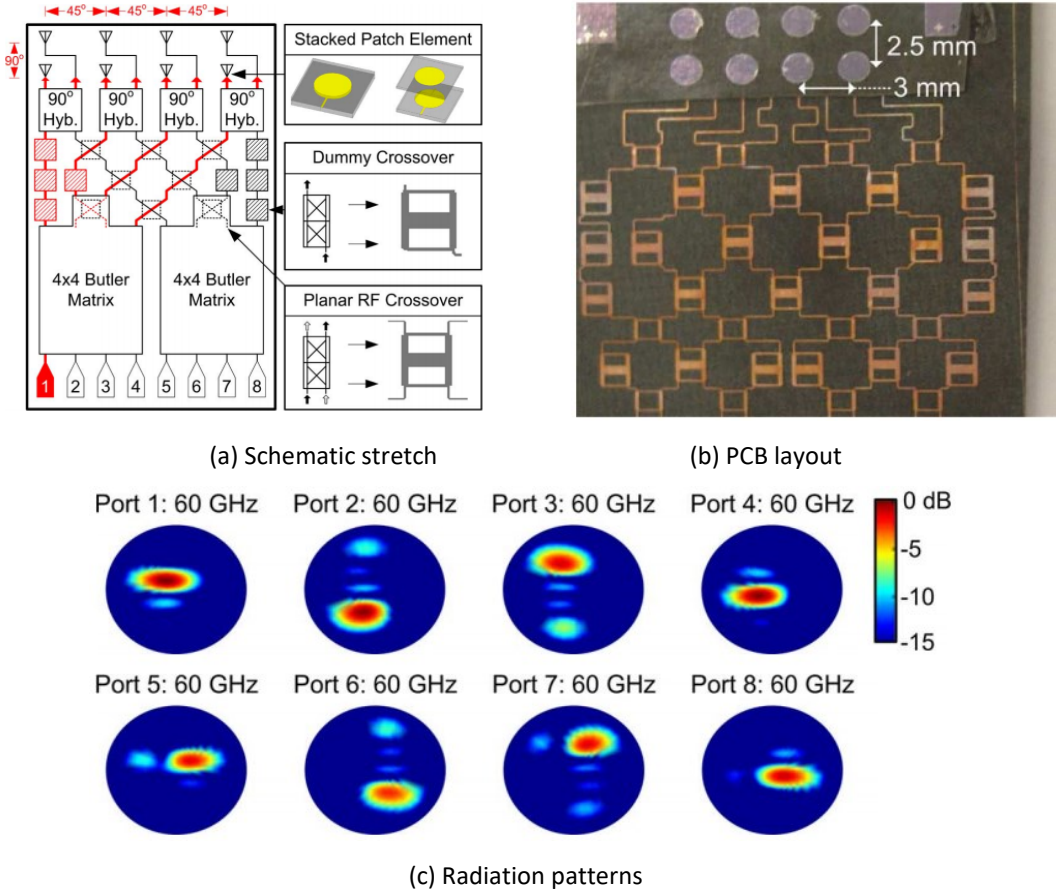 45° 45° 45°
90°
90° Hyb. 90° Hyb. 90° Hyb. 90° Hyb.
4x4 Butler Matrix 4x4 Butler Matrix
1 2 3 4 5 6 7 8
Stacked Patch Element
Dummy Crossover
Planar RF Crossover
2.5 mm
3 mm
(a) Schematic stretch
(b) PCB layout
Port 1: 60 GHz Port 2: 60 GHz Port 3: 60 GHz Port 4: 60 GHz
0 dB
-5
-10
-15
Port 5: 60 GHz Port 6: 60 GHz Port 7: 60 GHz Port 8: 60 GHz
(c) Radiation patterns